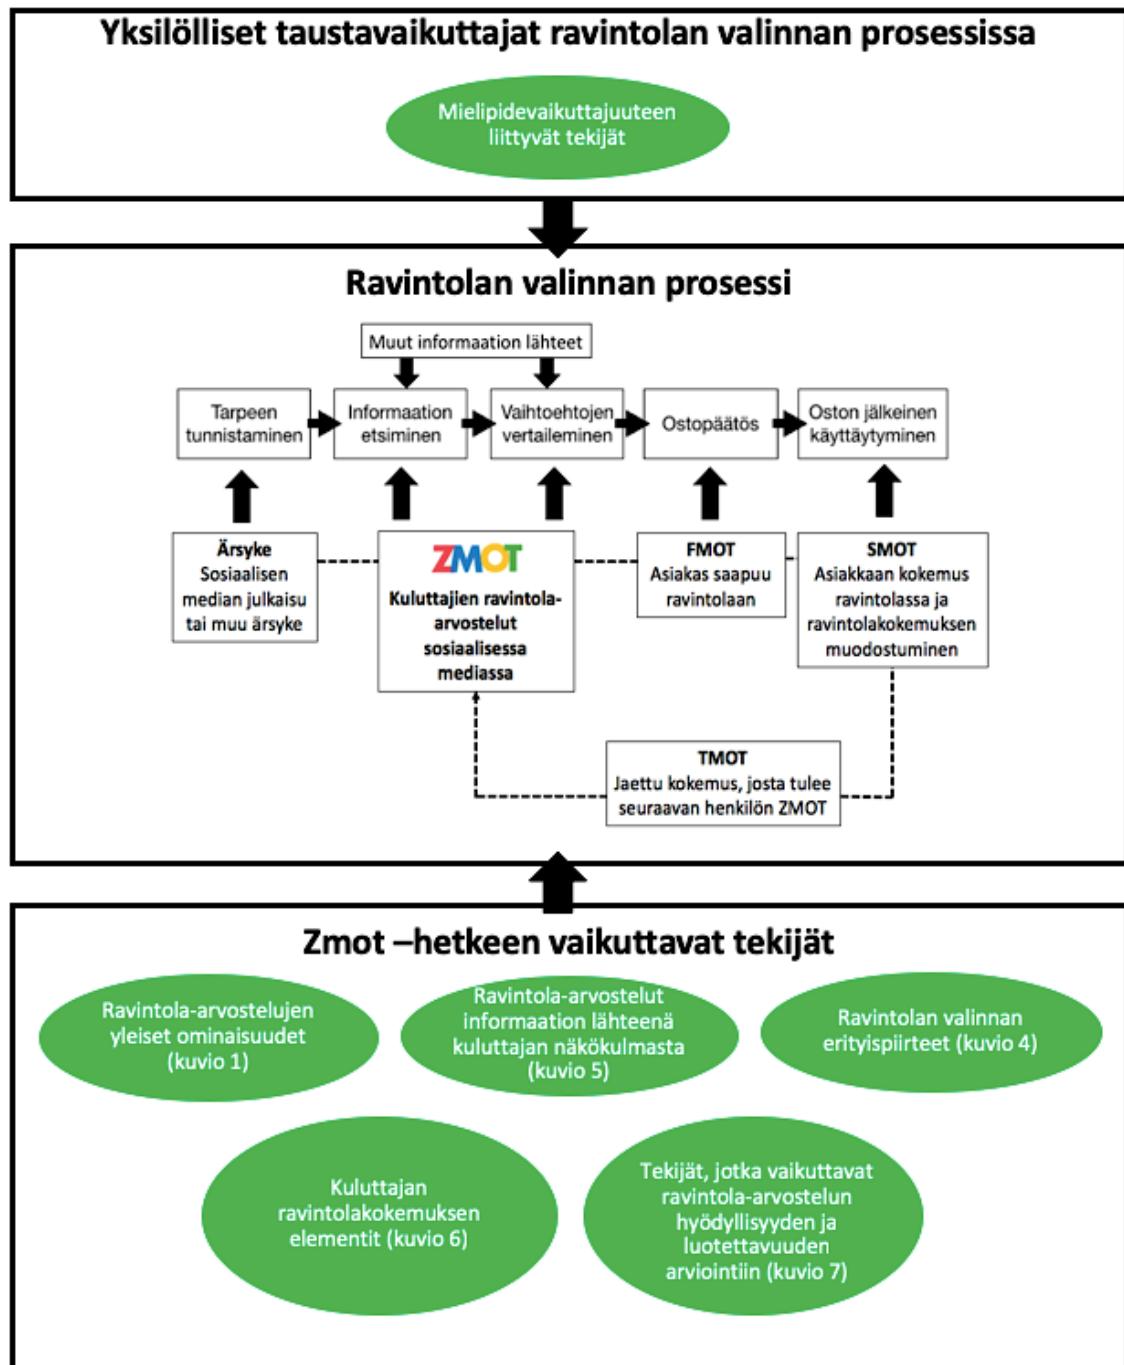 Yksilölliset taustavaikuttajat ravintolan valinnan prosessissa
Mielipidevaikuttajuuteen
liittyvät tekijät
Ravintolan valinnan prosessi
Muut informaation lähteet
Tarpeen
tunnistaminen
Informaation
etsiminen
Vaihtoehtojen
vertaileminen
Ostopäätös
Oston jälkeinen
käyttäytyminen
Ärsyke
Sosiaalisen
median julkaisu
tai muu ärsyke
ZMOT
Kuluttajien ravintola-
arvostelut
sosiaalisessa
mediassa
FMOT
Asiakas saapuu
ravintolaan
SMOT
Asiakkaan kokemus
ravintolassa ja
ravintolakokemuksen
muodostuminen
TMOT
Jaettu kokemus, josta tulee
seuraavan henkilön ZMOT
Zmot –hetkeen vaikuttavat tekijät
Ravintola-arvostelujen
yleiset ominaisuudet
(kuvio 1)
Ravintola-arvostelut
informaation lähteenä
kuluttajan näkökulmasta
(kuvio 5)
Ravintolan valinnan
erityispiirteet (kuvio 4)
Kuluttajan
ravintolakokemuksen
elementit (kuvio 6)
Tekijät, jotka vaikuttavat
ravintola-arvostelun
hyödyllisyyden ja
luotettavuuden
arviointiin (kuvio 7)